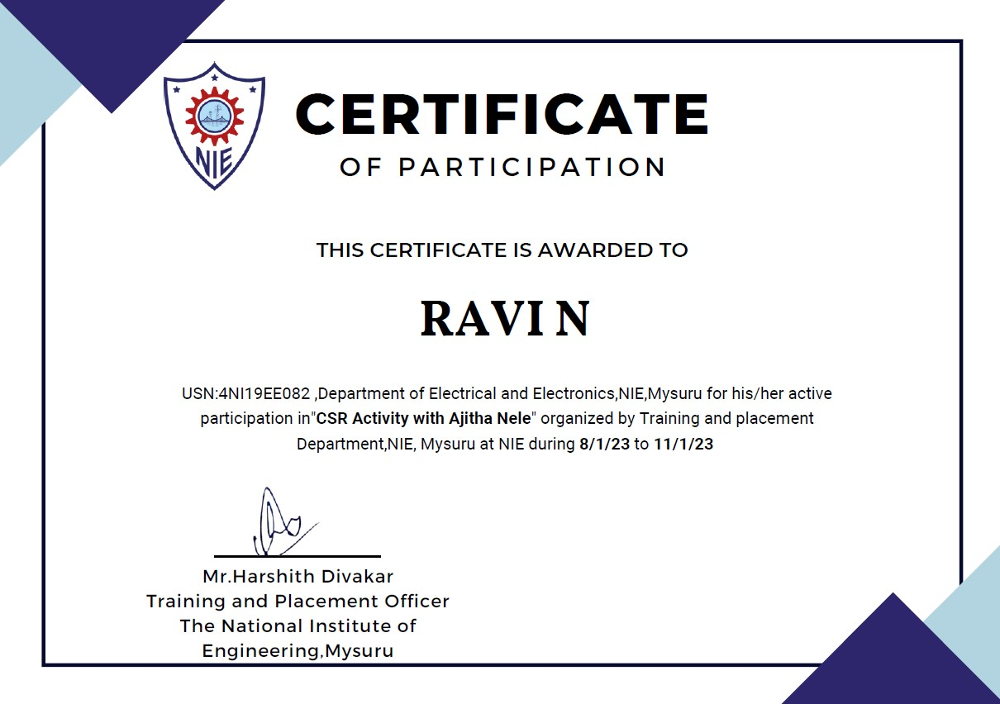 NIE
CERTIFICATE
OF PARTICIPATION
THIS CERTIFICATE IS AWARDED TO
RAVI N
USN:4NI19EE082 ,Department of Electrical and Electronics,NIE,Mysuru for his/her active
participation in"CSR Activity with Ajitha Nele" organized by Training and placement
Department,NIE, Mysuru at NIE during 8/1/23 to 11/1/23
Mr.Harshith Divakar
Training and Placement Officer
The National Institute of
Engineering,Mysuru